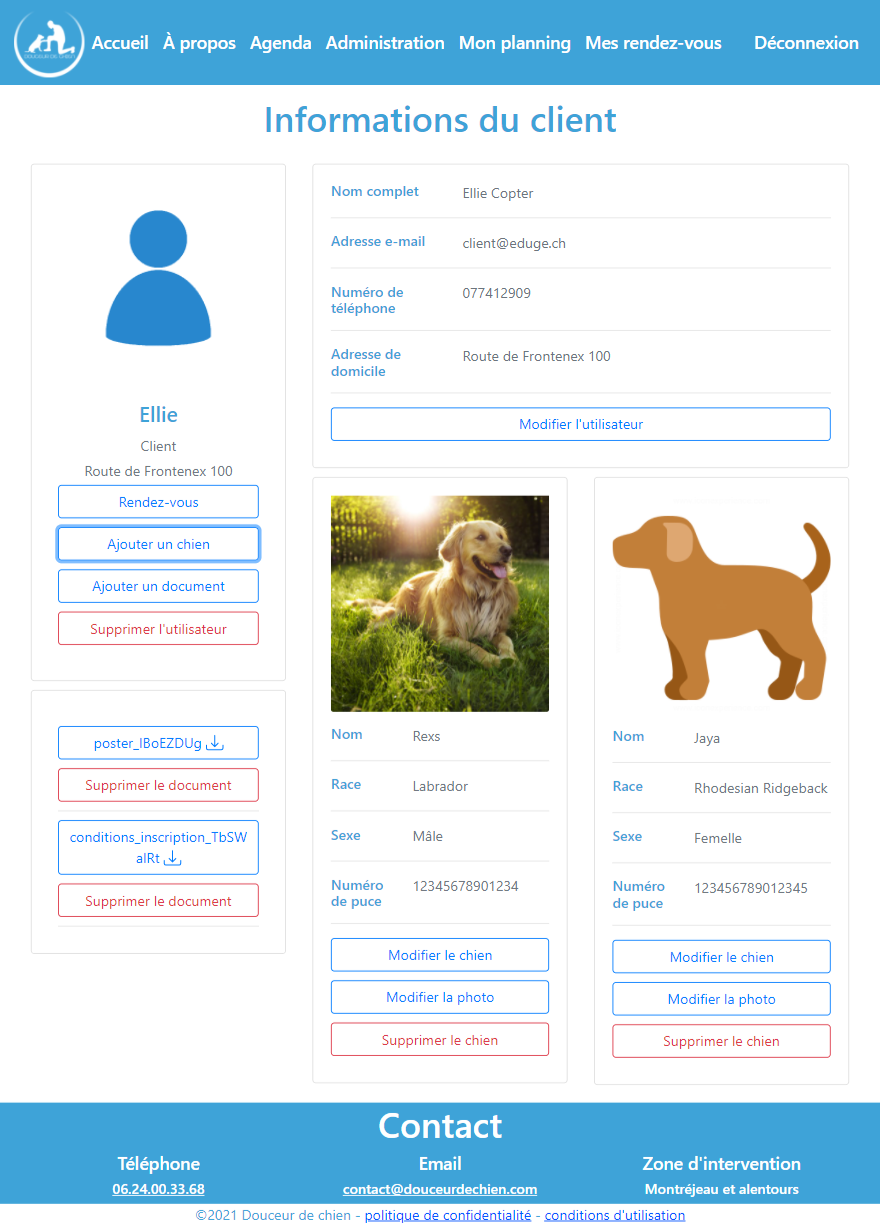 DOUCEUR DE CHIEN
Accueil
À propos
Agenda
Administration
Mon planning
Mes rendez-vous
Déconnexion
Informations du client
Ellie
Client
Route de Frontenex 100
Rendez-vous
Ajouter un chien
Ajouter un document
Supprimer l'utilisateur
poster_lBoEZDUg
Supprimer le document
conditions_inscription_TbSW
alRt
Supprimer le document
Nom complet
Ellie Copter
Adresse e-mail
client@eduge.ch
Numéro de
téléphone
077412909
Adresse de
domicile
Route de Frontenex 100
Modifier l'utilisateur
Nom
Rexs
Race
Labrador
Sexe
Mâle
Numéro
de puce
12345678901234
Modifier le chien
Modifier la photo
Supprimer le chien
Nom
Jaya
Race
Rhodesian Ridgeback
Sexe
Femelle
Numéro
de puce
123456789012345
Modifier le chien
Modifier la photo
Supprimer le chien
Contact
Téléphone
06.24.00.33.68
Email
contact@douceurdechien.com
Zone d'intervention
Montréjeau et alentours
©2021 Douceur de chien - politique de confidentialité - conditions d'utilisation